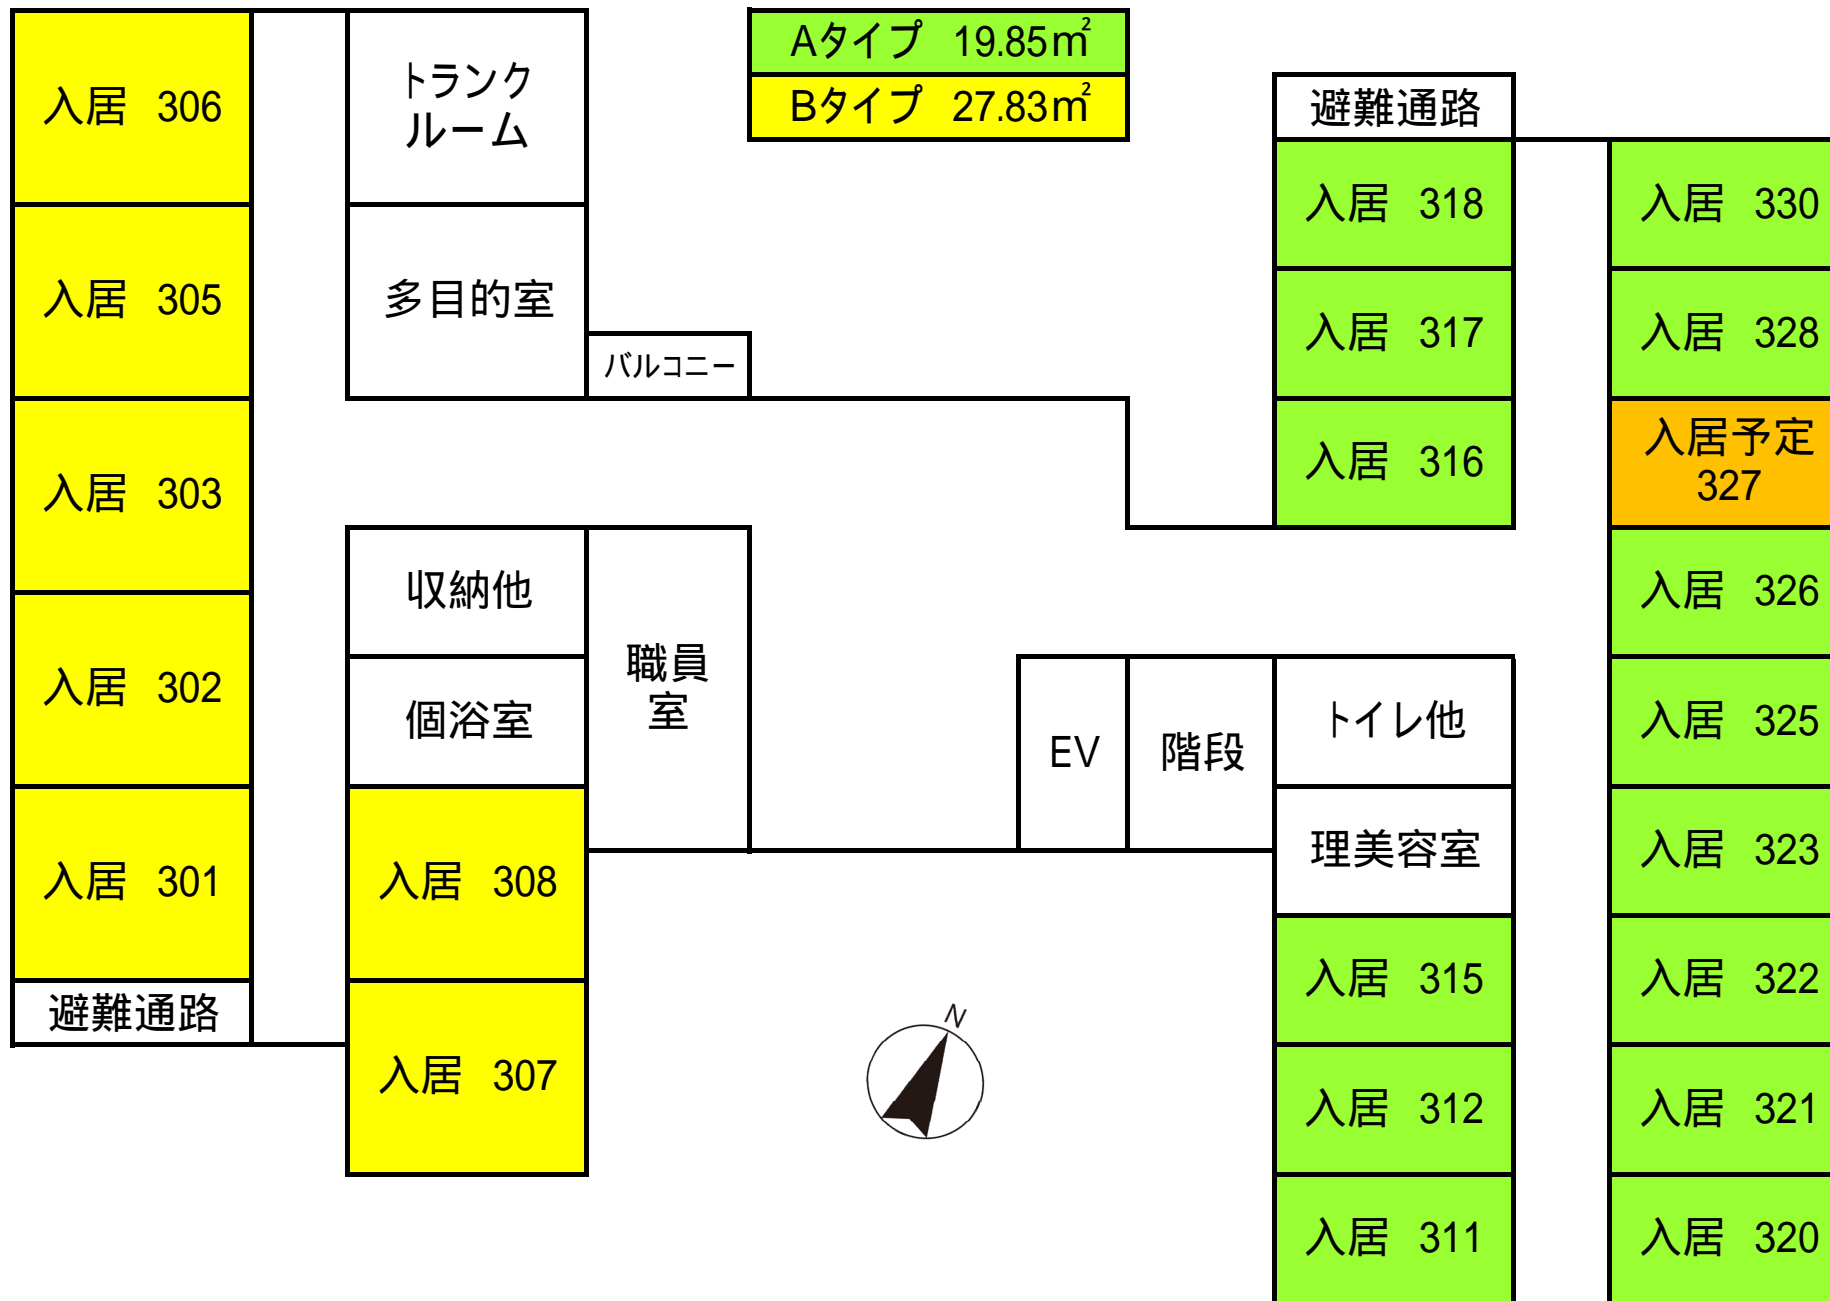 Aタイプ 19.85㎡
Bタイプ 27.83㎡
入居 306
入居 305
入居 303
入居 302
入居 301
避難通路
トランク
ルーム
多目的室
バルコニー
収納他
個浴室
職員
室
入居 308
入居 307
EV
階段
N
避難通路
入居 318
入居 317
入居 316
トイレ他
理美容室
入居 315
入居 312
入居 311
入居 330
入居 328
入居予定
327
入居 326
入居 325
入居 323
入居 322
入居 321
入居 320